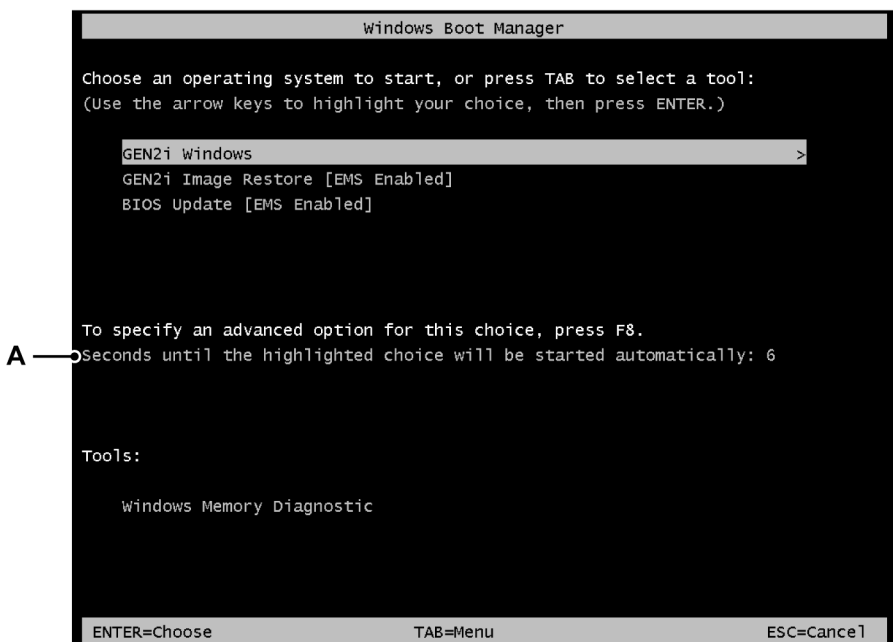 Windows Boot Manager
Choose an operating system to start, or press TAB to select a tool:
(Use the arrow keys to highlight your choice, then press ENTER.)
GEN2i Windows >
GEN2i Image Restore [EMS Enabled]
BIOS Update [EMS Enabled]
To specify an advanced option for this choice, press F8.
A Seconds until the highlighted choice will be started automatically: 6
Tools:
Windows Memory Diagnostic
ENTER=Choose TAB=Menu ESC=Cancel